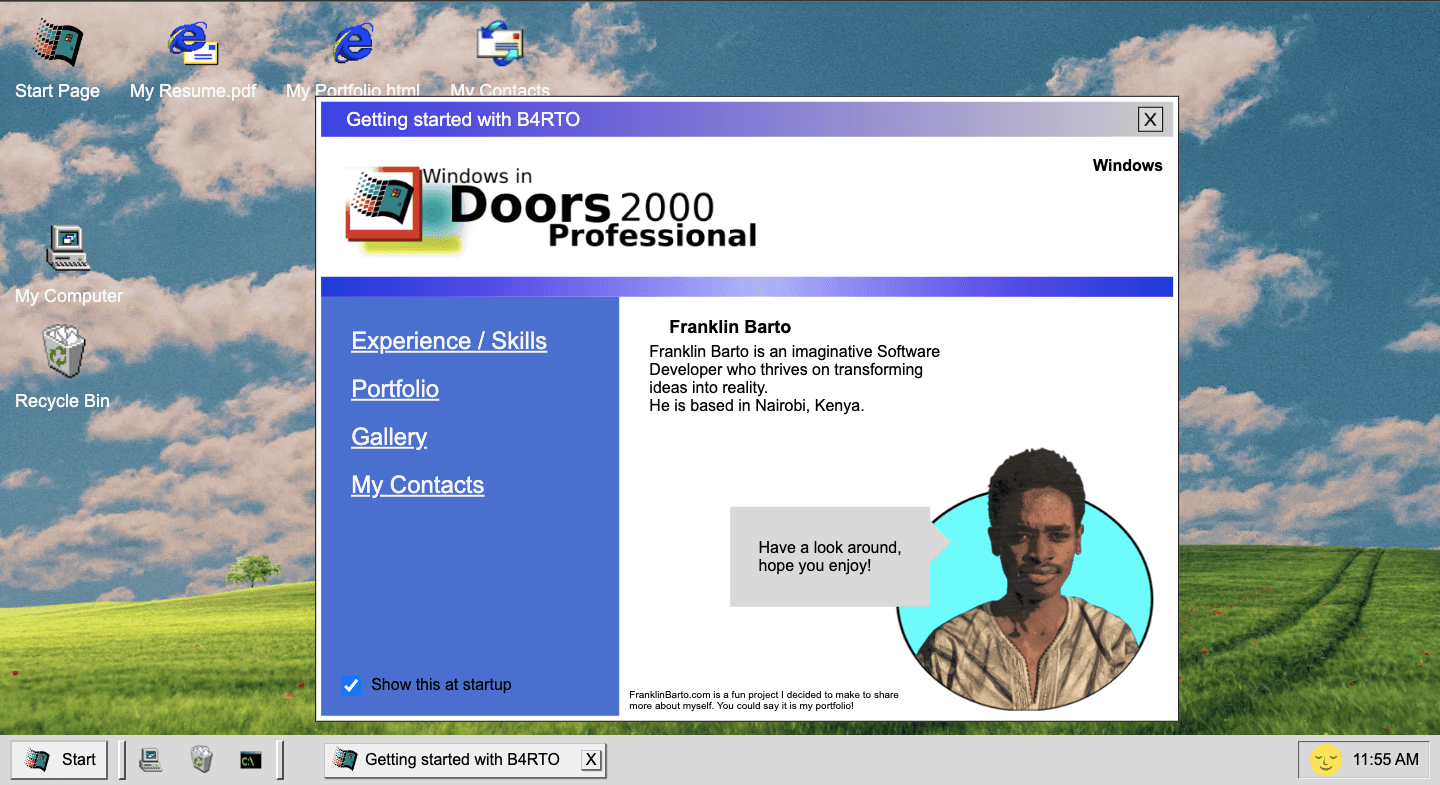 Start Page
My Resume.pdf
My Portfolio.html
My Contacts
My Computer
Recycle Bin
Getting started with B4RTO
X
Windows in
Doors 2000
Professional
Windows
Experience / Skills
Portfolio
Gallery
My Contacts
Show this at startup
Franklin Barto
Franklin Barto is an imaginative Software
Developer who thrives on transforming
ideas into reality.
He is based in Nairobi, Kenya.
Have a look around,
hope you enjoy!
FranklinBarto.com is a fun project I decided to make to share
more about myself. You could say it is my portfolio!
Start
C:\
Getting started with B4RTO
X
11:55 AM